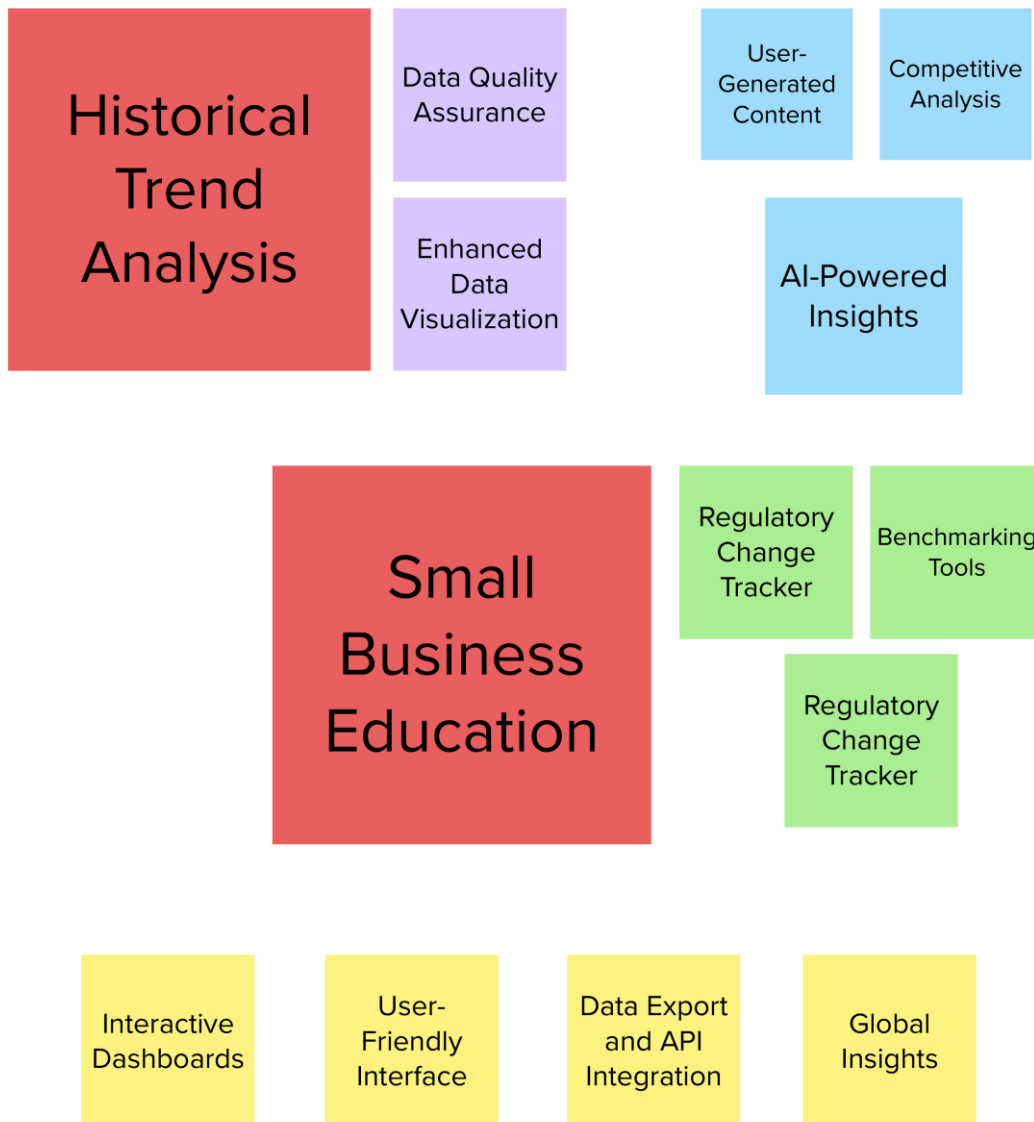 Historical
Trend
Analysis
Data Quality
Assurance
Enhanced
Data
Visualization
User-
Generated
Content
Competitive
Analysis
AI-Powered
Insights
Small
Business
Education
Regulatory
Change
Tracker
Benchmarking
Tools
Regulatory
Change
Tracker
Interactive
Dashboards
User-
Friendly
Interface
Data Export
and API
Integration
Global
Insights